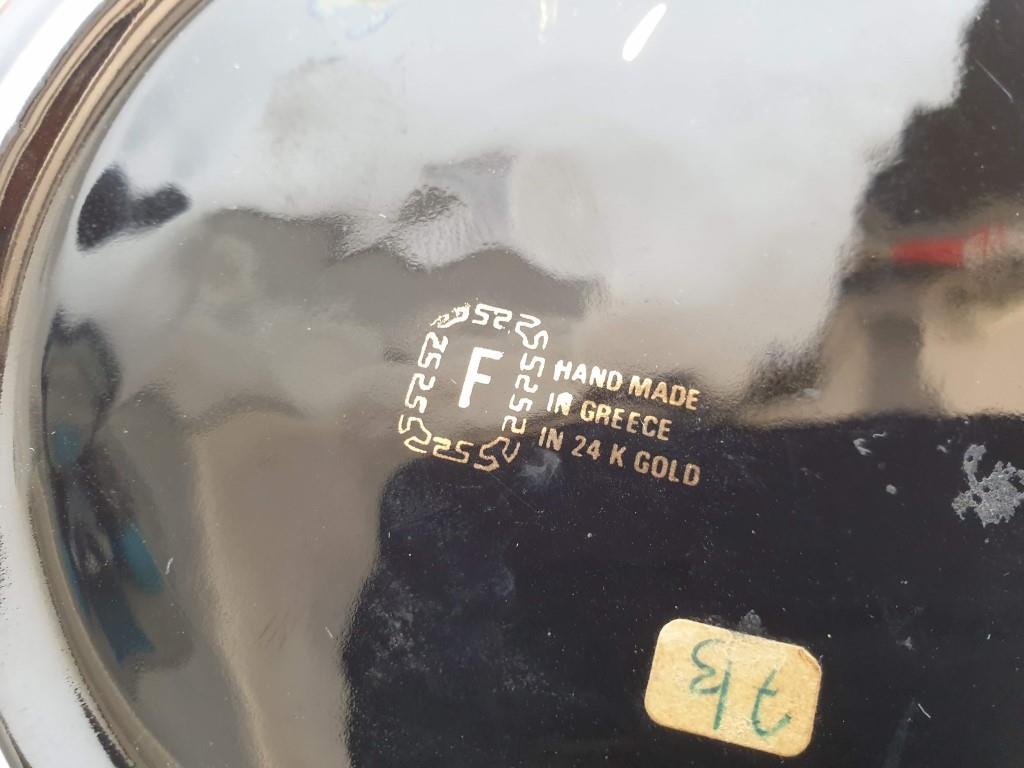 F
HAND MADE
IN GREECE
IN 24 K GOLD